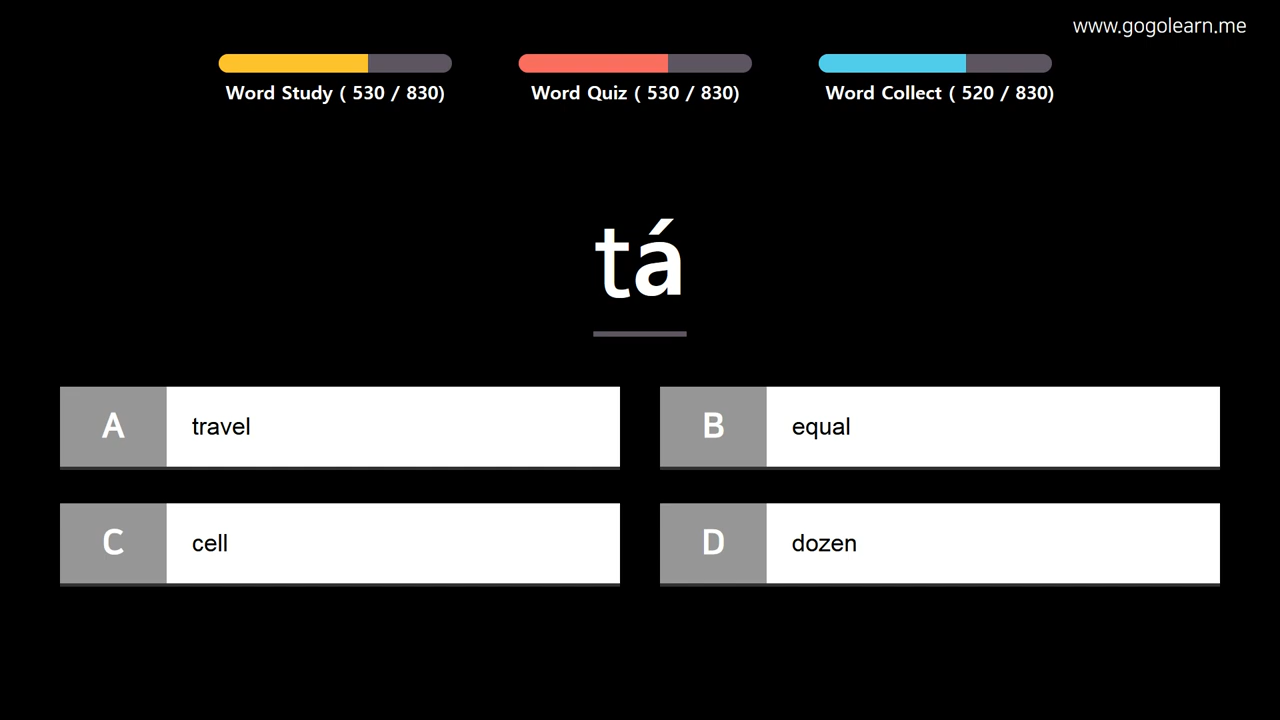 www.gogolearn.me
Word Study ( 530 / 830)
Word Quiz ( 530 / 830)
Word Collect ( 520 / 830)
tá
A travel
B equal
C cell
D dozen